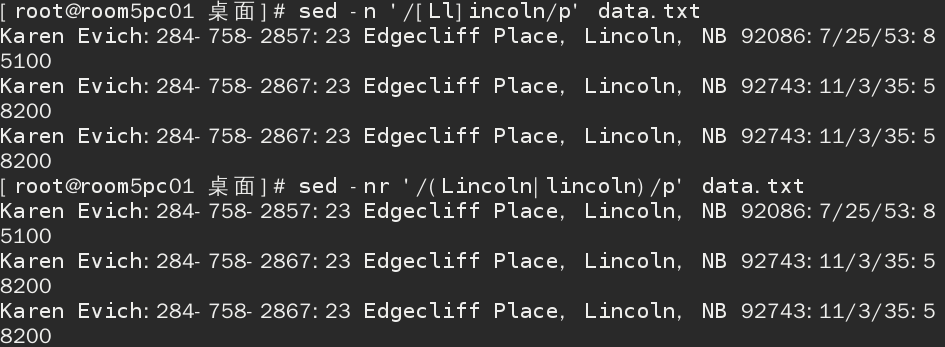 [root@room5pc01 桌面]# sed -n '/[Ll]incoln/p' data.txt
Karen Evich:284-758-2857:23 Edgecliff Place, Lincoln, NB 92086:7/25/53:8
5100
Karen Evich:284-758-2867:23 Edgecliff Place, Lincoln, NB 92743:11/3/35:5
8200
Karen Evich:284-758-2867:23 Edgecliff Place, Lincoln, NB 92743:11/3/35:5
8200
[root@room5pc01 桌面]# sed -nr '/(Lincoln|lincoln)/p' data.txt
Karen Evich:284-758-2857:23 Edgecliff Place, Lincoln, NB 92086:7/25/53:8
5100
Karen Evich:284-758-2867:23 Edgecliff Place, Lincoln, NB 92743:11/3/35:5
8200
Karen Evich:284-758-2867:23 Edgecliff Place, Lincoln, NB 92743:11/3/35:5
8200